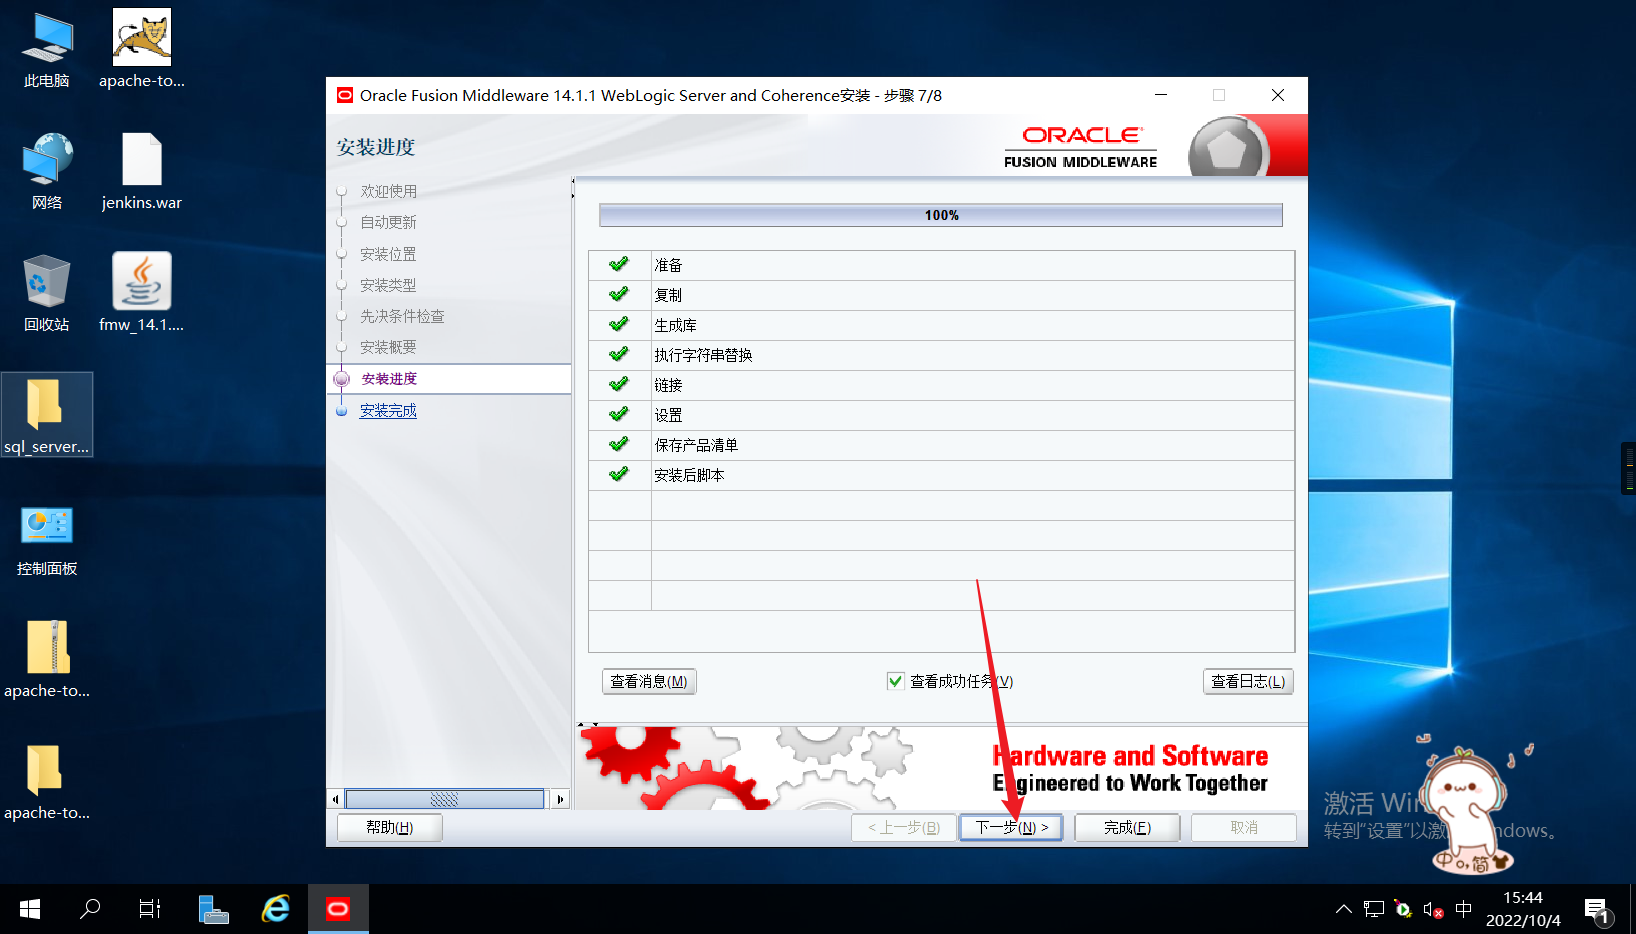 此电脑
apache-to...
网络
jenkins.war
回收站
fmw_14.1....
sql_server...
控制面板
apache-to...
apache-to...
Oracle Fusion Middleware 14.1.1 WebLogic Server and Coherence安装 - 步骤 7/8
安装进度
ORACLE
FUSION MIDDLEWARE
欢迎使用
自动更新
安装位置
安装类型
先决条件检查
安装概要
安装进度
安装完成
100%
准备
复制
生成库
执行字符串替换
链接
设置
保存产品清单
安装后脚本
查看消息(M)
查看成功任务(V)
查看日志(L)
Hardware and Software
Engineered to Work Together
帮助(H)
< 上一步(B)
下一步(N) >
完成(F)
取消
激活 Win
转到"设置"以激 ndows。
中 简
中
15:44
2022/10/4
1